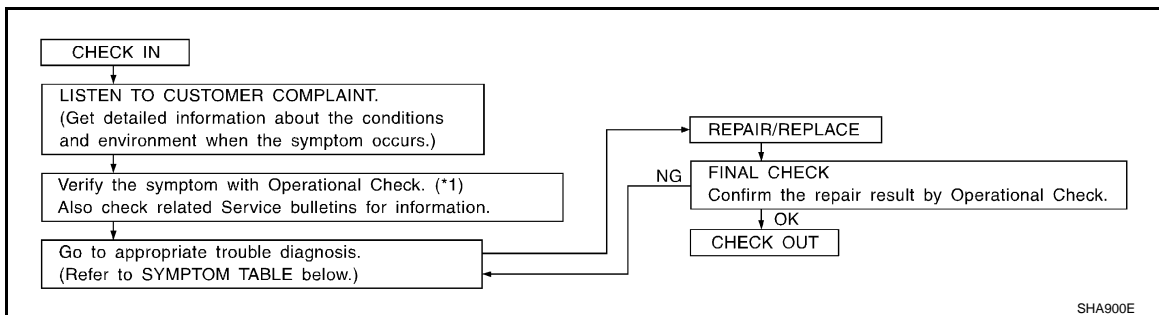 CHECK IN
LISTEN TO CUSTOMER COMPLAINT.
(Get detailed information about the conditions
and environment when the symptom occurs.)
Verify the symptom with Operational Check. (*1)
Also check related Service bulletins for information.
Go to appropriate trouble diagnosis.
(Refer to SYMPTOM TABLE below.)
REPAIR/REPLACE
NG
FINAL CHECK
Confirm the repair result by Operational Check.
OK
CHECK OUT
SHA900E